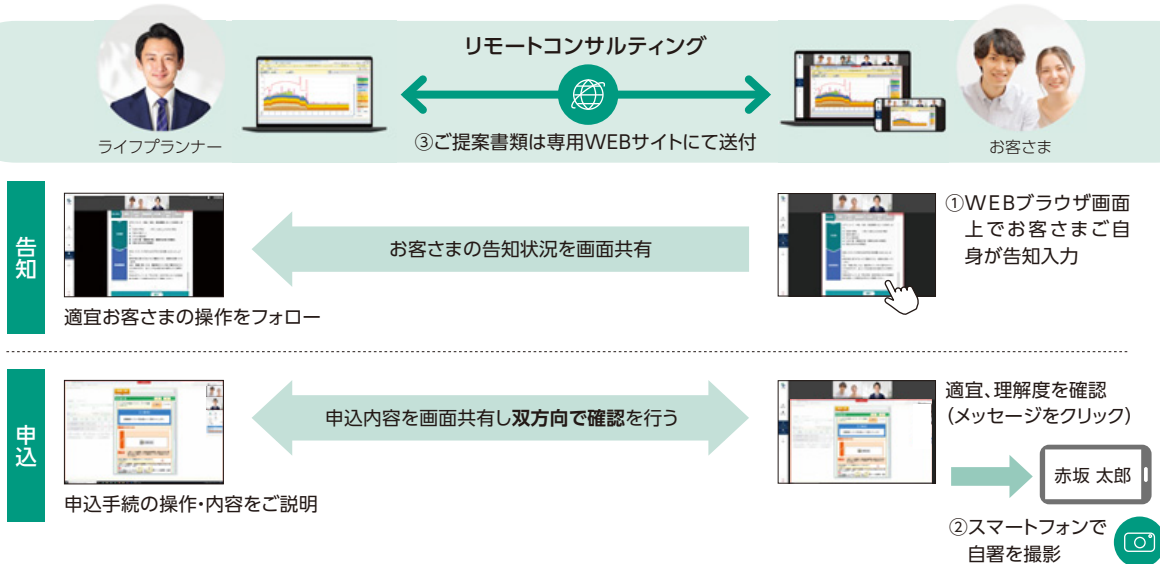 リモートコンサルティング
③ご提案書類は専用WEBサイトにて送付
ライフプランナー
お客さま
告知
お客さまの告知状況を画面共有
①WEBブラウザ画面
上でお客さまご自
身が告知入力
適宜お客さまの操作をフォロー
申込
申込内容を画面共有し双方向で確認を行う
適宜、理解度を確認
(メッセージをクリック)
赤坂 太郎
申込手続の操作・内容をご説明
②スマートフォンで
自署を撮影